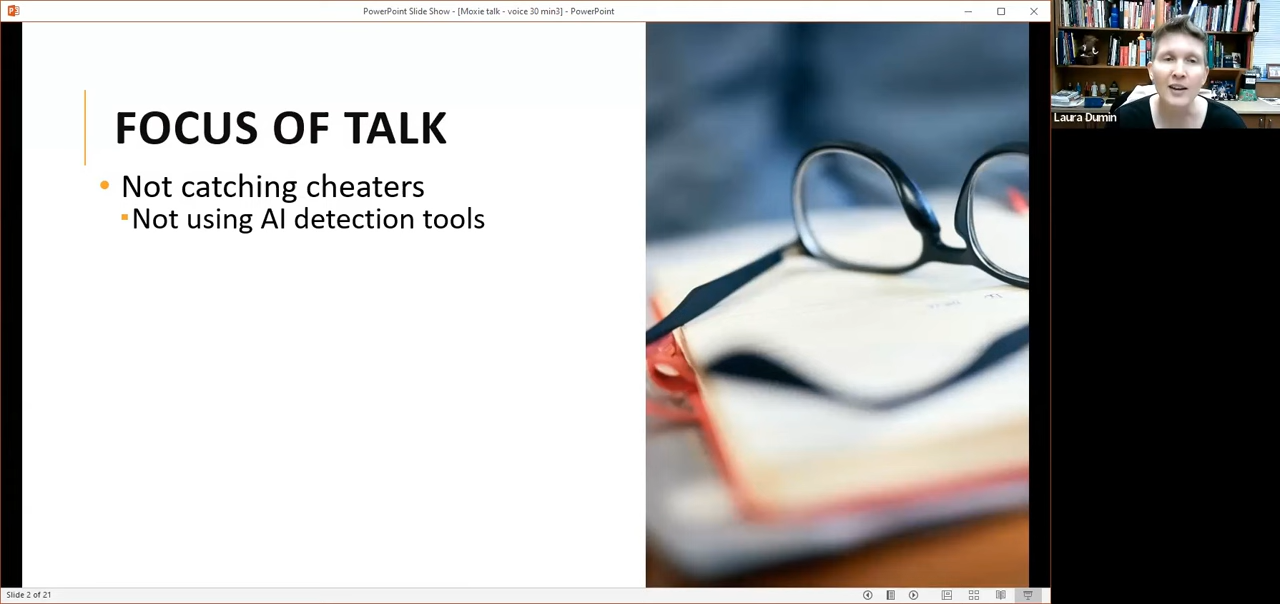 PowerPoint Slide Show - [Moxie talk - voice 30 min3] - PowerPoint
FOCUS OF TALK
• Not catching cheaters
▪Not using AI detection tools
Laura Dumin
Slide 2 of 21